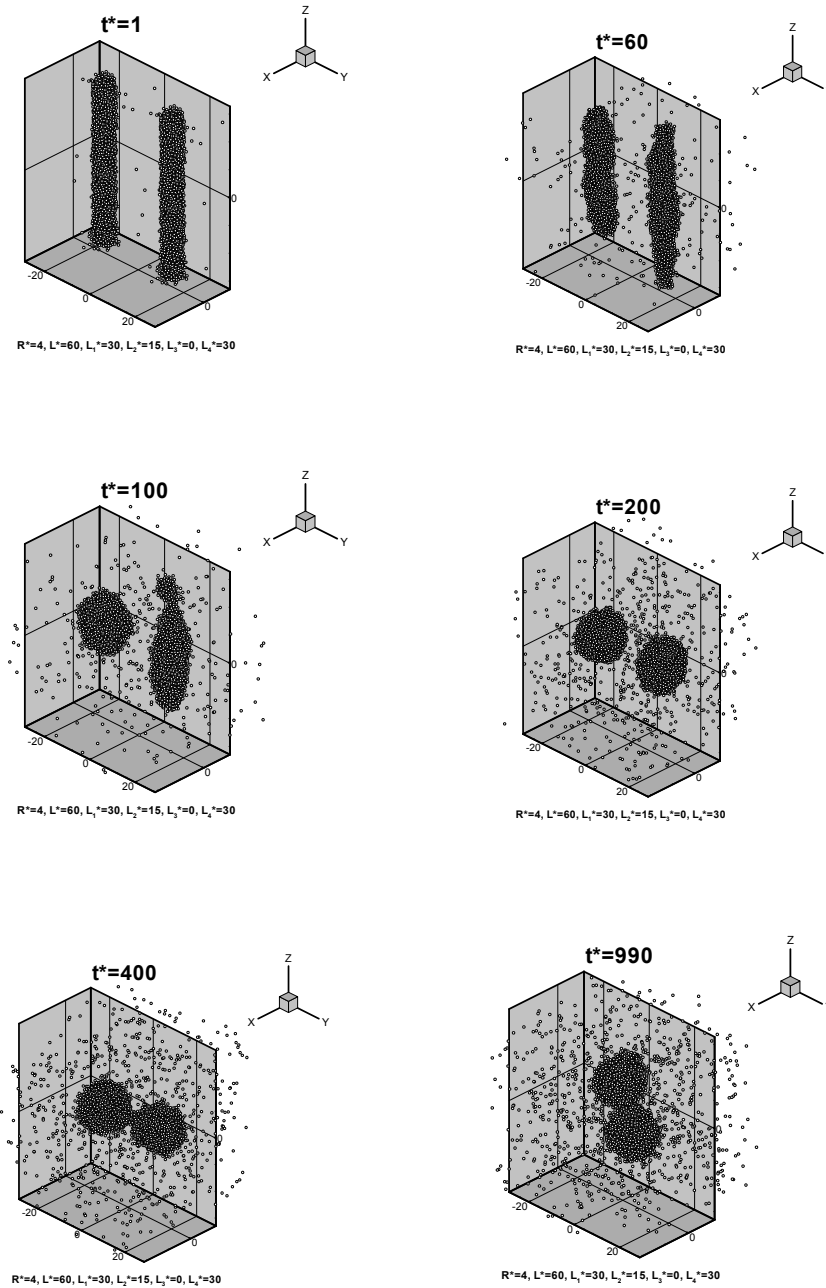 t*=1
Z
X
Y
0
-20
0
20
0
R*=4, L*=60, L₁*=30, L₂*=15, L₃*=0, L₄*=30
t*=60
Z
X
0
-20
0
20
0
R*=4, L*=60, L₁*=30, L₂*=15, L₃*=0, L₄*=30
t*=100
Z
X
Y
0
-20
0
20
0
R*=4, L*=60, L₁*=30, L₂*=15, L₃*=0, L₄*=30
t*=200
Z
X
0
-20
0
20
0
R*=4, L*=60, L₁*=30, L₂*=15, L₃*=0, L₄*=30
t*=400
Z
X
Y
0
-20
0
20
0
R*=4, L*=60, L₁*=30, L₂*=15, L₃*=0, L₄*=30
t*=990
Z
X
0
-20
0
20
0
R*=4, L*=60, L₁*=30, L₂*=15, L₃*=0, L₄*=30